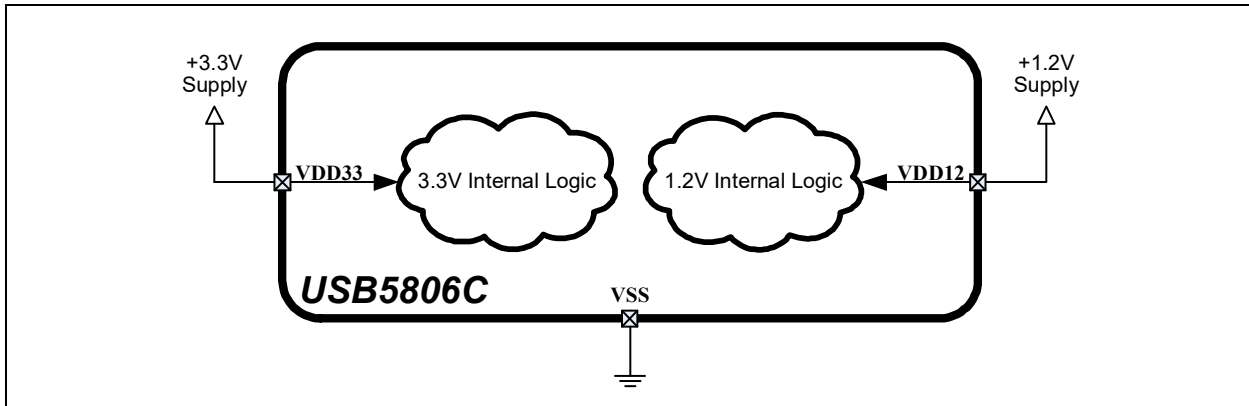 +3.3V
Supply
+1.2V
Supply
VDD33
3.3V Internal Logic
1.2V Internal Logic
VDD12
USB5806C
VSS